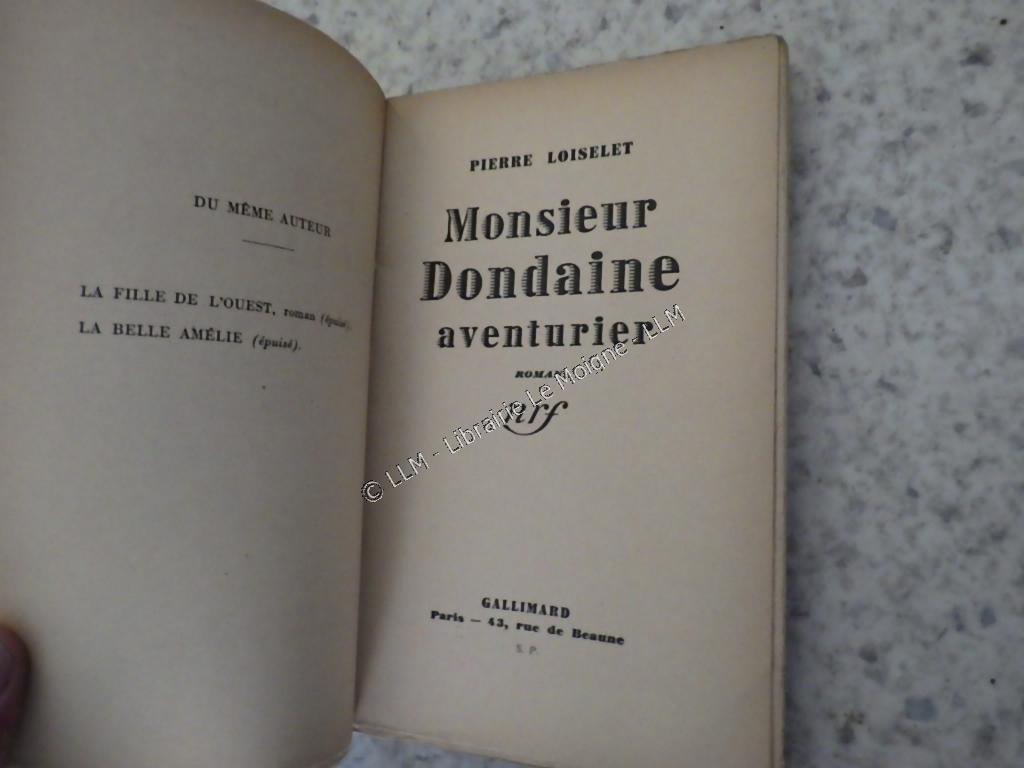 DU MÊME AUTEUR
LA FILLE DE L'OUEST, roman (épuisé).
LA BELLE AMÉLIE (épuisé).
PIERRE LOISELET
Monsieur
Dondaine
aventurier
ROMAN
nrf
GALLIMARD
Paris — 43, rue de Beaune
S. P.
© LLM - Librairie Le Moigne - LLM